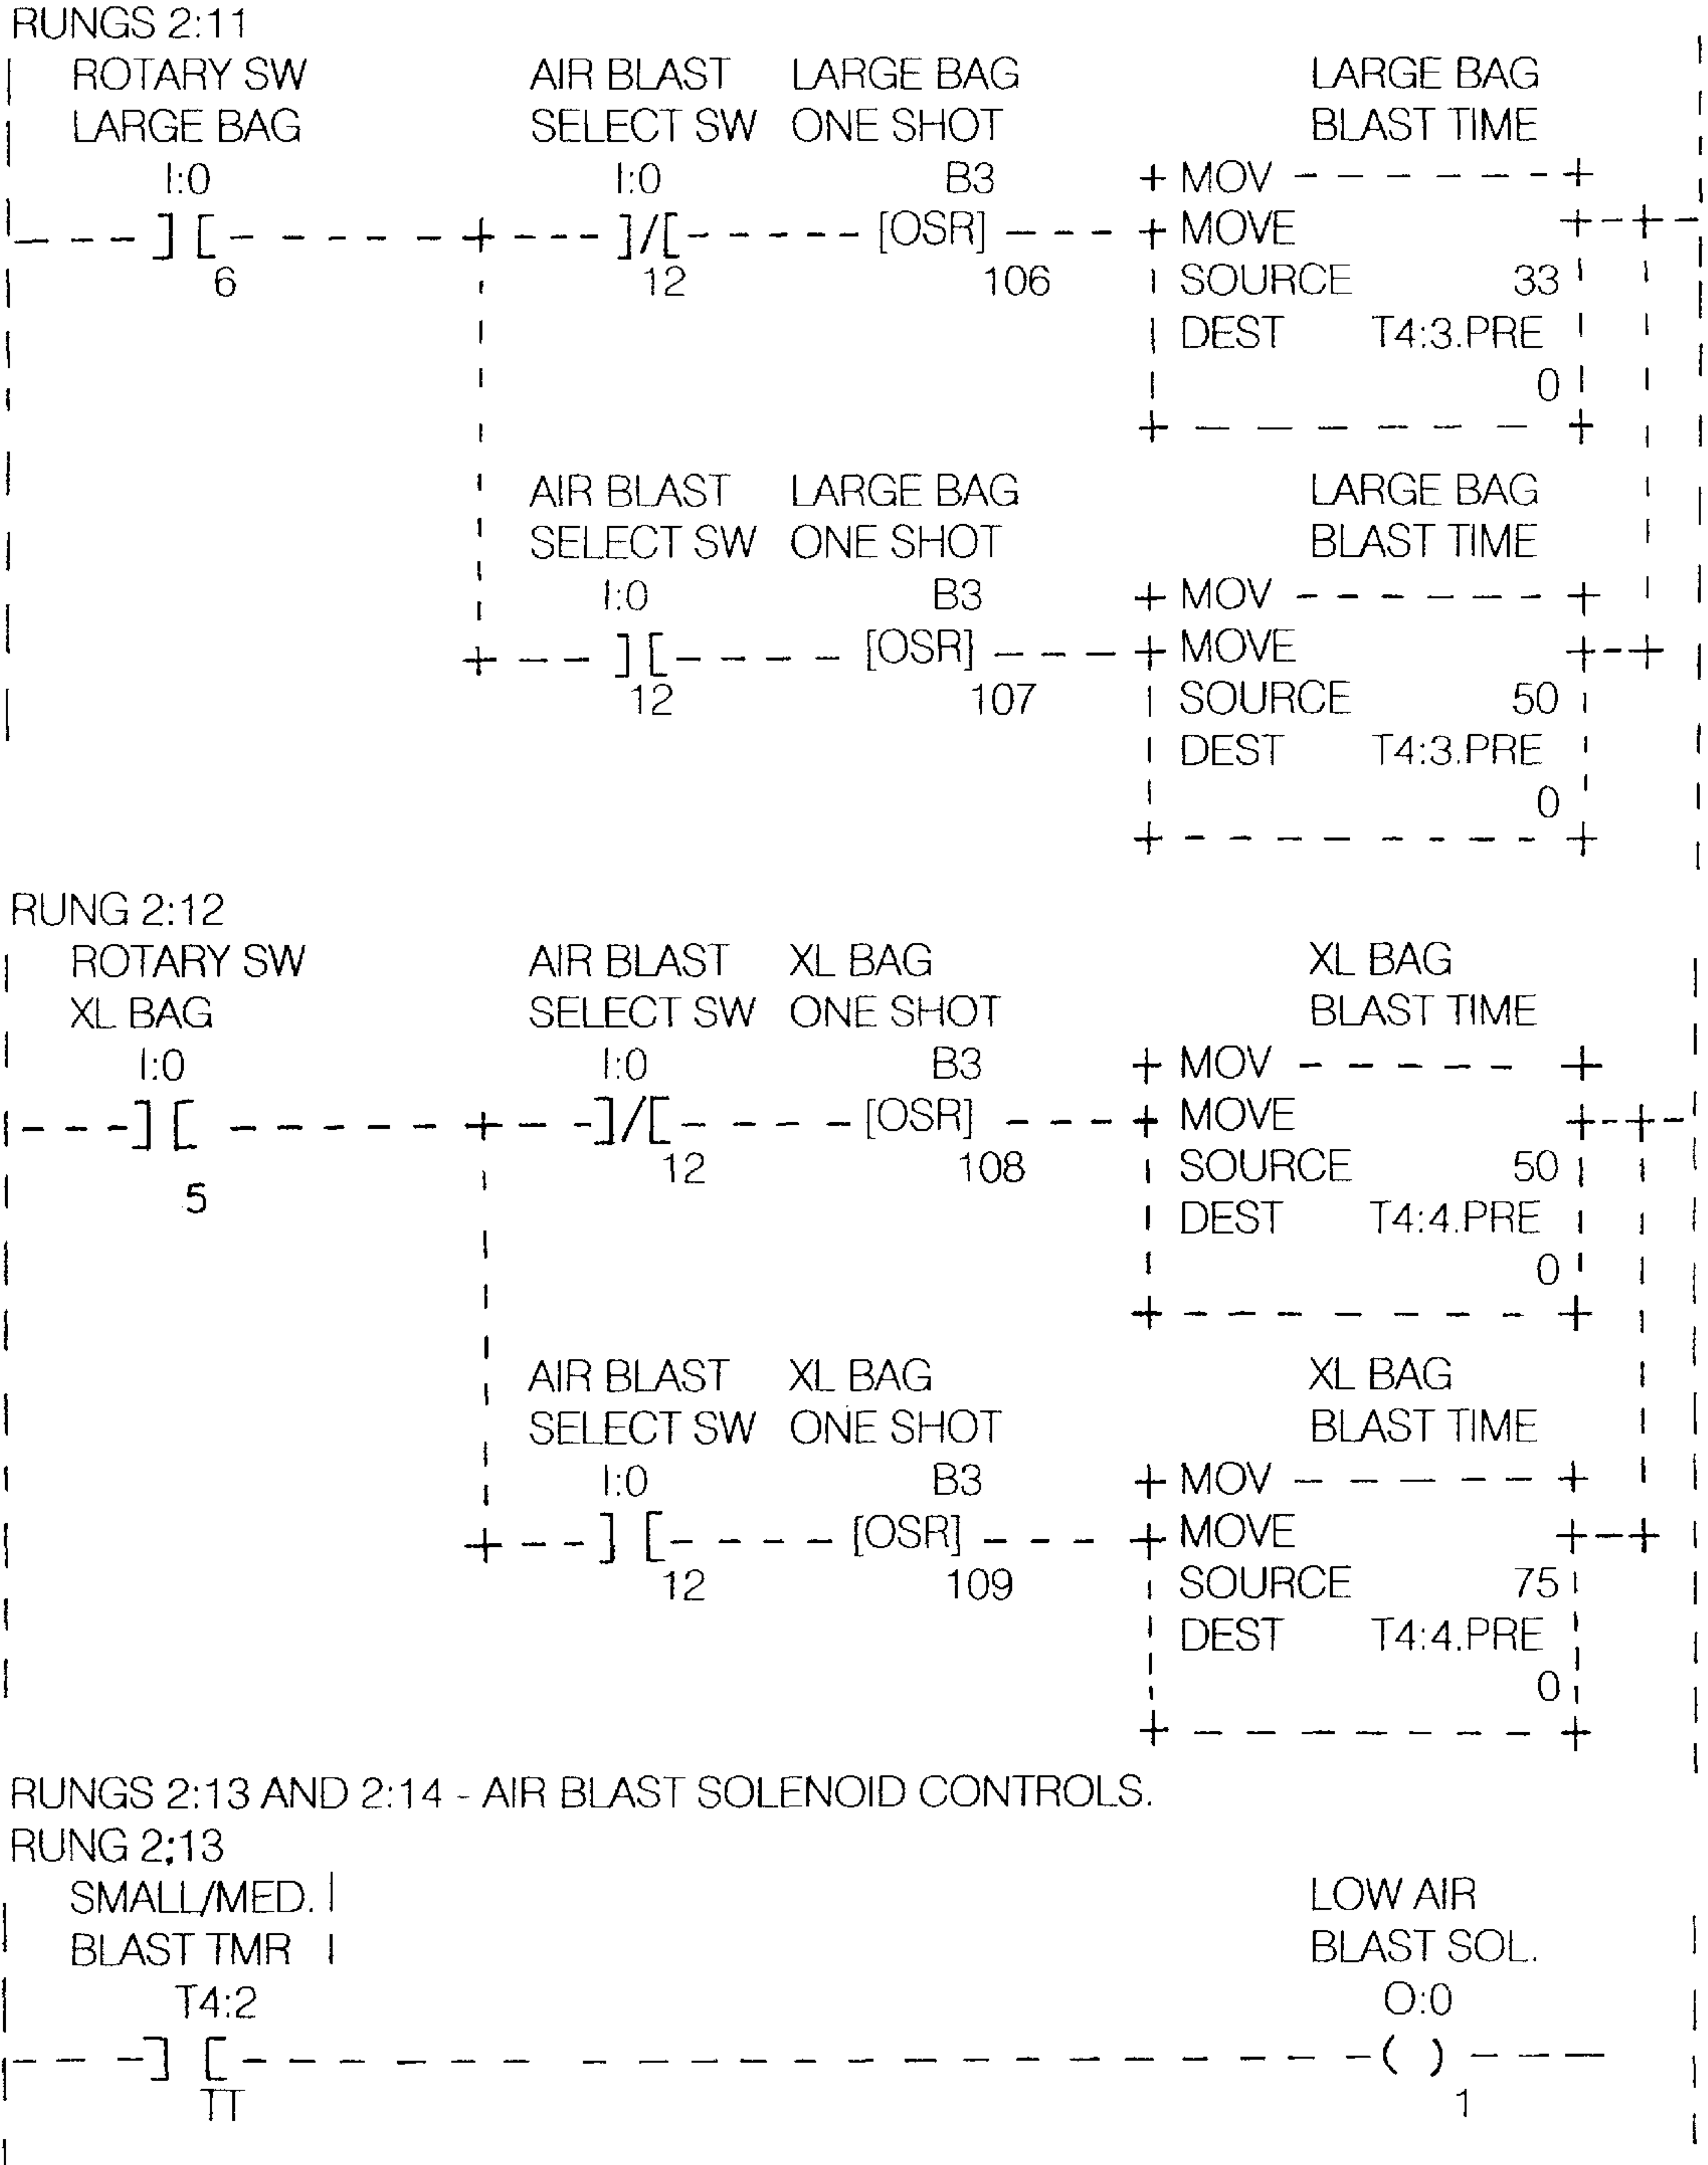 RUNGS 2:11
ROTARY SW AIR BLAST LARGE BAG LARGE BAG
LARGE BAG SELECT SW ONE SHOT BLAST TIME
I:0 I:0 B3 + MOV - - - - - - +
- - - ] [ - - - - - - + - - - ]/[ - - - - - [OSR] - - - + MOVE + - + -
6 12 106 SOURCE 33
DEST T4:3.PRE
0
+ - - - - - - - +
AIR BLAST LARGE BAG LARGE BAG
SELECT SW ONE SHOT BLAST TIME
I:0 B3 + MOV - - - - - - +
+ - - - ] [ - - - - [OSR] - - - + MOVE + - +
12 107 SOURCE 50
DEST T4:3.PRE
0
+ - - - - - - - - +
RUNG 2:12
ROTARY SW AIR BLAST XL BAG XL BAG
XL BAG SELECT SW ONE SHOT BLAST TIME
I:0 I:0 B3 + MOV - - - - - +
- - - ] [ - - - - - - + - - - ]/[ - - - - [OSR] - - - + MOVE + - + -
5 12 108 SOURCE 50
DEST T4:4.PRE
0
+ - - - - - - - - +
AIR BLAST XL BAG XL BAG
SELECT SW ONE SHOT BLAST TIME
I:0 B3 + MOV - - - - - - +
+ - - - ] [ - - - - [OSR] - - - + MOVE + - +
12 109 SOURCE 75
DEST T4:4.PRE
0
+ - - - - - - - +
RUNGS 2:13 AND 2:14 - AIR BLAST SOLENOID CONTROLS.
RUNG 2:13
SMALL/MED. | LOW AIR
BLAST TMR | BLAST SOL.
T4:2 O:0
- - - ] [ - - - - - - - - - - - - - - - - - - - - - - - ( ) - - -
TT 1